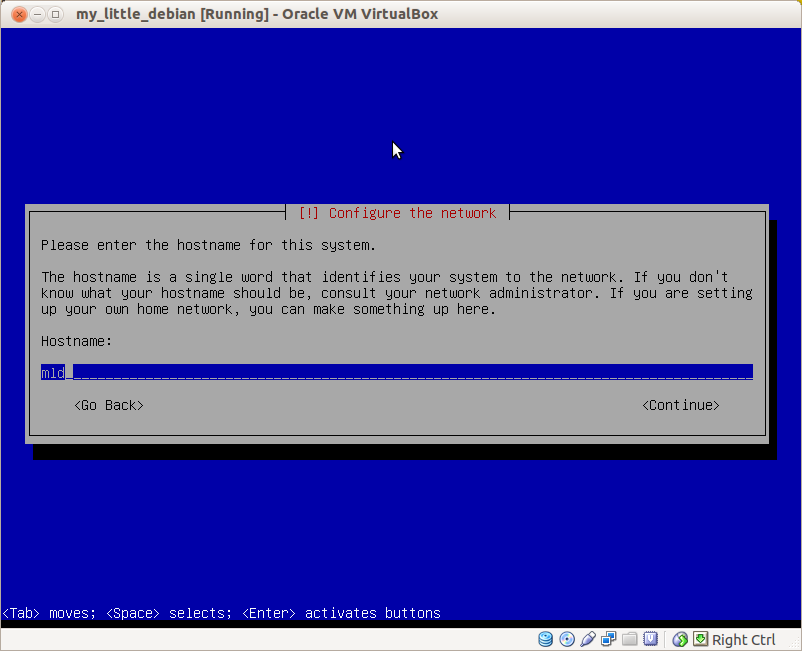 my_little_debian [Running] - Oracle VM VirtualBox
[!] Configure the network
Please enter the hostname for this system.
The hostname is a single word that identifies your system to the network. If you don't
know what your hostname should be, consult your network administrator. If you are setting
up your own home network, you can make something up here.
Hostname:
mld
<Go Back> <Continue>
<Tab> moves; <Space> selects; <Enter> activates buttons
Right Ctrl